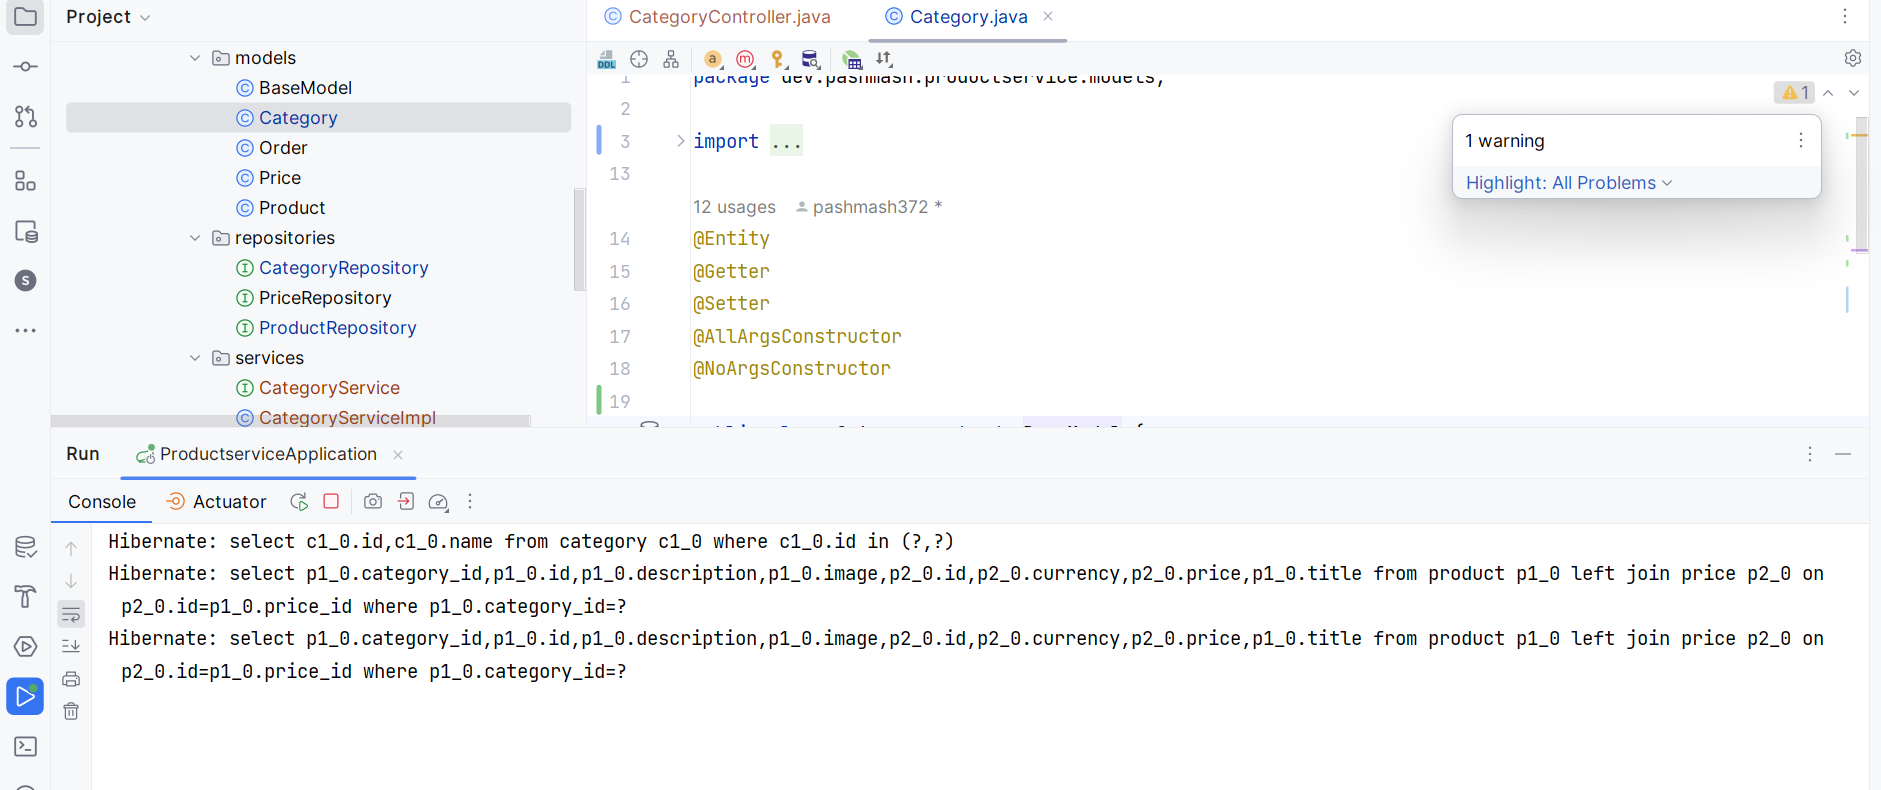 Project
CategoryController.java
Category.java
models
BaseModel
Category
Order
Price
Product
repositories
CategoryRepository
PriceRepository
ProductRepository
services
CategoryService
CategoryServiceImpl
DDL
a
m
1
package dev.pashmash.productservice.models;
2
3
import ...
13
12 usages pashmash372 *
14
@Entity
15
@Getter
16
@Setter
17
@AllArgsConstructor
18
@NoArgsConstructor
19
1
1 warning
Highlight: All Problems
Run
ProductserviceApplication
Console
Actuator
Hibernate: select c1_0.id,c1_0.name from category c1_0 where c1_0.id in (?,?)
Hibernate: select p1_0.category_id,p1_0.id,p1_0.description,p1_0.image,p2_0.id,p2_0.currency,p2_0.price,p1_0.title from product p1_0 left join price p2_0 on
p2_0.id=p1_0.price_id where p1_0.category_id=?
Hibernate: select p1_0.category_id,p1_0.id,p1_0.description,p1_0.image,p2_0.id,p2_0.currency,p2_0.price,p1_0.title from product p1_0 left join price p2_0 on
p2_0.id=p1_0.price_id where p1_0.category_id=?